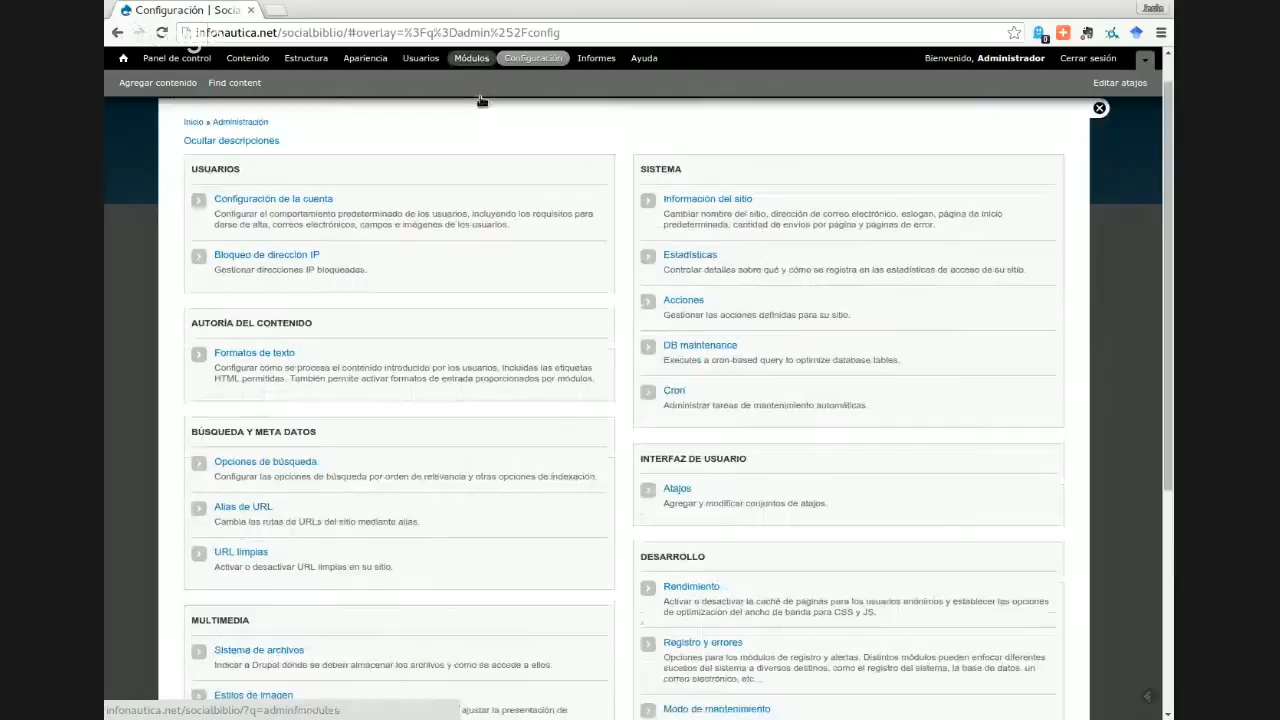 Configuración | Socia
Jesús
infonautica.net/socialbiblio/#overlay=%3Fq%3Dadmin%252Fconfig
Panel de control Contenido Estructura Apariencia Usuarios Módulos Configuración Informes Ayuda Bienvenido, Administrador Cerrar sesión
Agregar contenido Find content Editar atajos
Inicio » Administración
Ocultar descripciones
USUARIOS
Configuración de la cuenta
Configurar el comportamiento predeterminado de los usuarios, incluyendo los requisitos para
darse de alta, correos electrónicos, campos e imágenes de los usuarios.
Bloqueo de dirección IP
Gestionar direcciones IP bloqueadas.
AUTORÍA DEL CONTENIDO
Formatos de texto
Configurar cómo se procesa el contenido introducido por los usuarios, incluidas las etiquetas
HTML permitidas. También permite activar formatos de entrada proporcionados por módulos.
BÚSQUEDA Y META DATOS
Opciones de búsqueda
Configurar las opciones de búsqueda por orden de relevancia y otras opciones de indexación.
Alias de URL
Cambia las rutas de URLs del sitio mediante alias.
URL limpias
Activar o desactivar URL limpias en su sitio.
MULTIMEDIA
Sistema de archivos
Indicar a Drupal dónde se deben almacenar los archivos y cómo se accede a ellos.
Estilos de imagen
ajustar la presentación de
SISTEMA
Información del sitio
Cambiar nombre del sitio, dirección de correo electrónico, eslogan, página de inicio
predeterminada, cantidad de envíos por página y páginas de error.
Estadísticas
Controlar detalles sobre qué y cómo se registra en las estadísticas de acceso de su sitio.
Acciones
Gestionar las acciones definidas para su sitio.
DB maintenance
Executes a cron-based query to optimize database tables.
Cron
Administrar tareas de mantenimiento automáticas.
INTERFAZ DE USUARIO
Atajos
Agregar y modificar conjuntos de atajos.
DESARROLLO
Rendimiento
Activar o desactivar la caché de páginas para los usuarios anónimos y establecer las opciones
de optimización del ancho de banda para CSS y JS.
Registro y errores
Opciones para los módulos de registro y alertas. Distintos módulos pueden enfocar diferentes
sucesos del sistema a diversos destinos, como el registro del sistema, la base de datos, un
correo electrónico, etc...
Modo de mantenimiento
infonautica.net/socialbiblio/?q=admin/modules